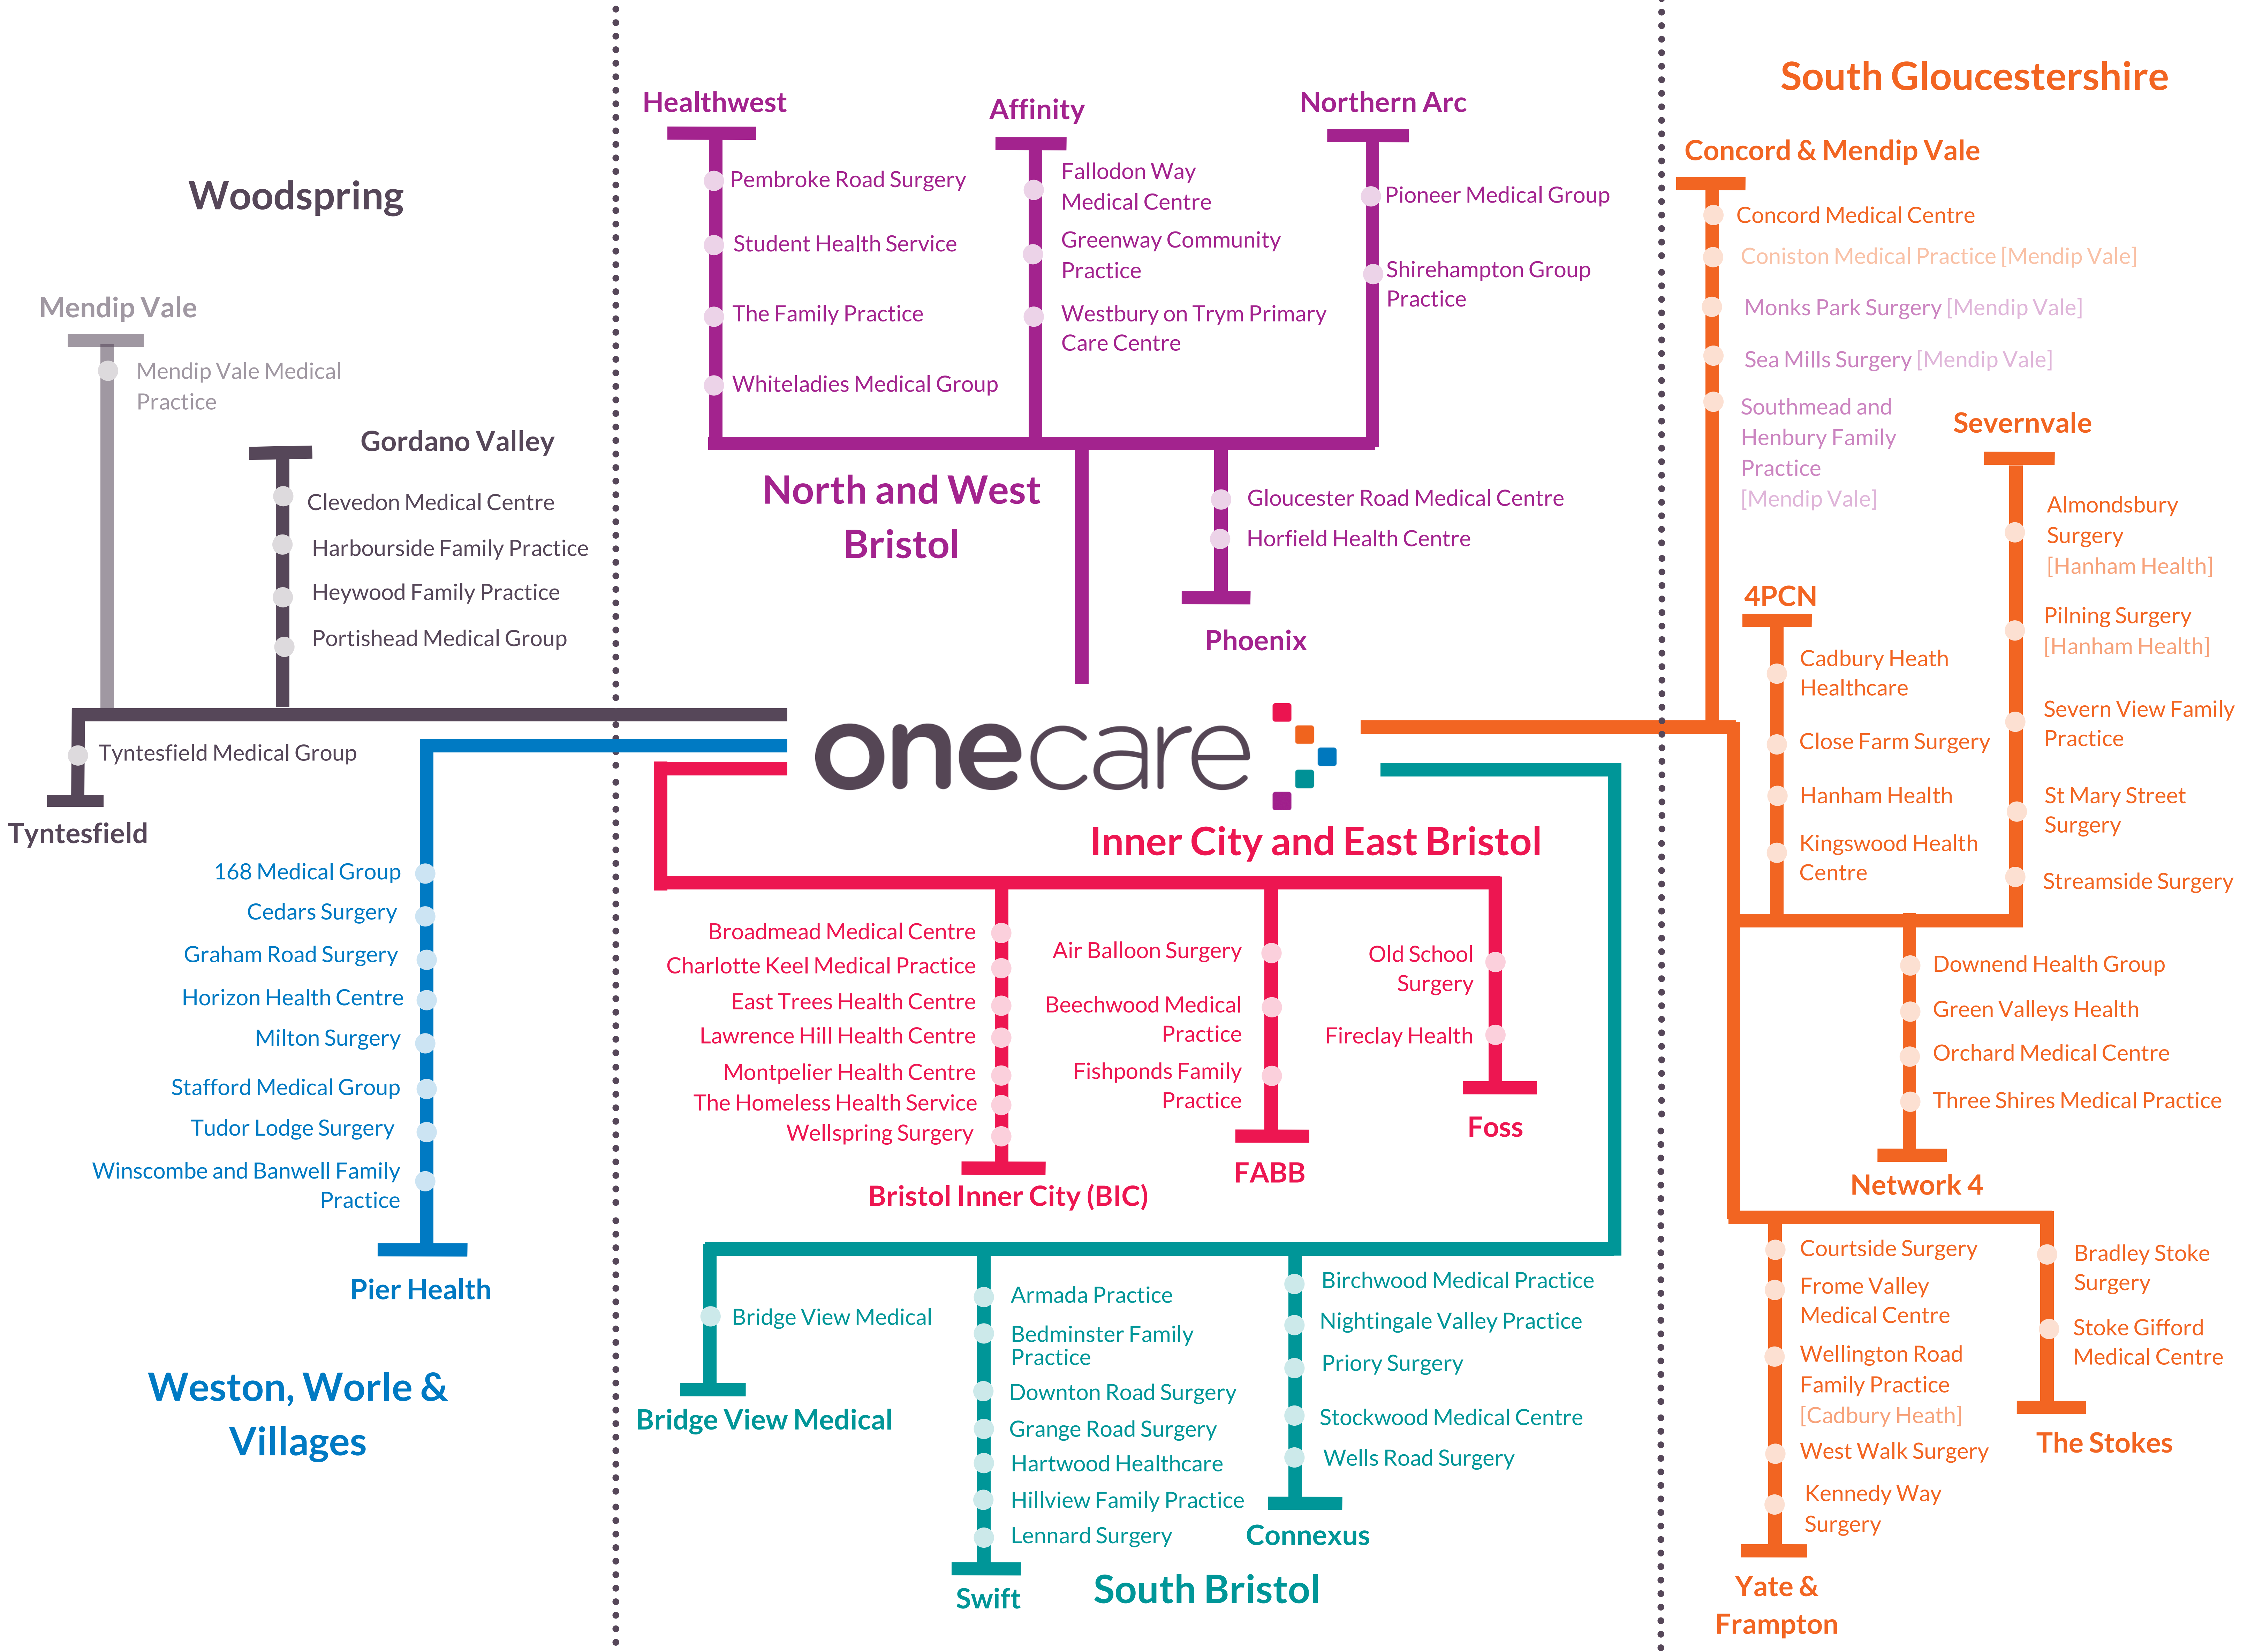 Woodspring
Mendip Vale
Mendip Vale Medical
Practice
Gordano Valley
Clevedon Medical Centre
Harbourside Family Practice
Heywood Family Practice
Portishead Medical Group
Tyntesfield Medical Group
Tyntesfield
168 Medical Group
Cedars Surgery
Graham Road Surgery
Horizon Health Centre
Milton Surgery
Stafford Medical Group
Tudor Lodge Surgery
Winscombe and Banwell Family
Practice
Pier Health
Weston, Worle &
Villages
Healthwest
Pembroke Road Surgery
Student Health Service
The Family Practice
Whiteladies Medical Group
Affinity
Fallodon Way
Medical Centre
Greenway Community
Practice
Westbury on Trym Primary
Care Centre
Northern Arc
Pioneer Medical Group
Shirehampton Group
Practice
North and West
Bristol
Gloucester Road Medical Centre
Horfield Health Centre
Phoenix
onecare
Inner City and East Bristol
Broadmead Medical Centre
Charlotte Keel Medical Practice
East Trees Health Centre
Lawrence Hill Health Centre
Montpelier Health Centre
The Homeless Health Service
Wellspring Surgery
Bristol Inner City (BIC)
Air Balloon Surgery
Beechwood Medical
Practice
Fishponds Family
Practice
FABB
Old School
Surgery
Fireclay Health
Foss
Bridge View Medical
Bridge View Medical
Armada Practice
Bedminster Family
Practice
Downton Road Surgery
Grange Road Surgery
Hartwood Healthcare
Hillview Family Practice
Lennard Surgery
Swift
Birchwood Medical Practice
Nightingale Valley Practice
Priory Surgery
Stockwood Medical Centre
Wells Road Surgery
Connexus
South Bristol
South Gloucestershire
Concord & Mendip Vale
Concord Medical Centre
Coniston Medical Practice [Mendip Vale]
Monks Park Surgery [Mendip Vale]
Sea Mills Surgery [Mendip Vale]
Southmead and
Henbury Family
Practice
[Mendip Vale]
Severnvale
Almondsbury
Surgery
[Hanham Health]
Pilning Surgery
[Hanham Health]
Severn View Family
Practice
St Mary Street
Surgery
Streamside Surgery
4PCN
Cadbury Heath
Healthcare
Close Farm Surgery
Hanham Health
Kingswood Health
Centre
Downend Health Group
Green Valleys Health
Orchard Medical Centre
Three Shires Medical Practice
Network 4
Courtside Surgery
Frome Valley
Medical Centre
Wellington Road
Family Practice
[Cadbury Heath]
West Walk Surgery
Kennedy Way
Surgery
Yate &
Frampton
Bradley Stoke
Surgery
Stoke Gifford
Medical Centre
The Stokes